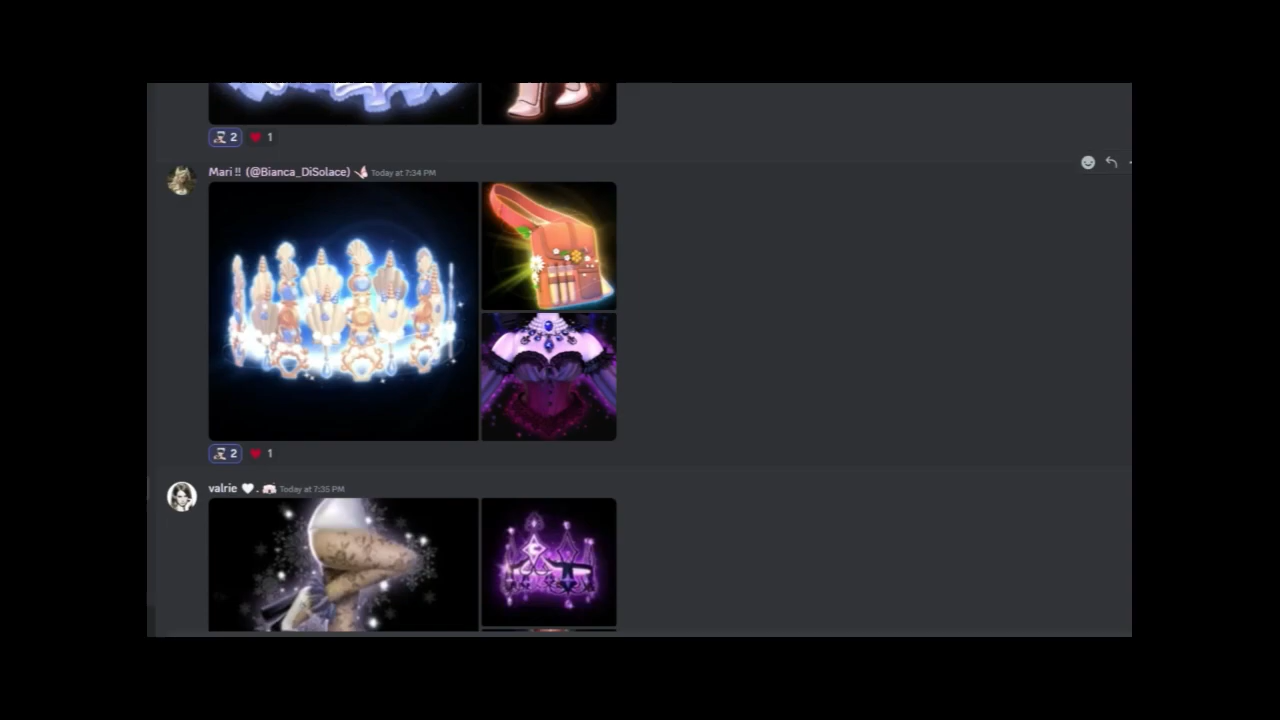 2 1
Mari !! (@Bianca_DiSolace) Today at 7:34 PM
2 1
valrie 🤍 . Today at 7:35 PM